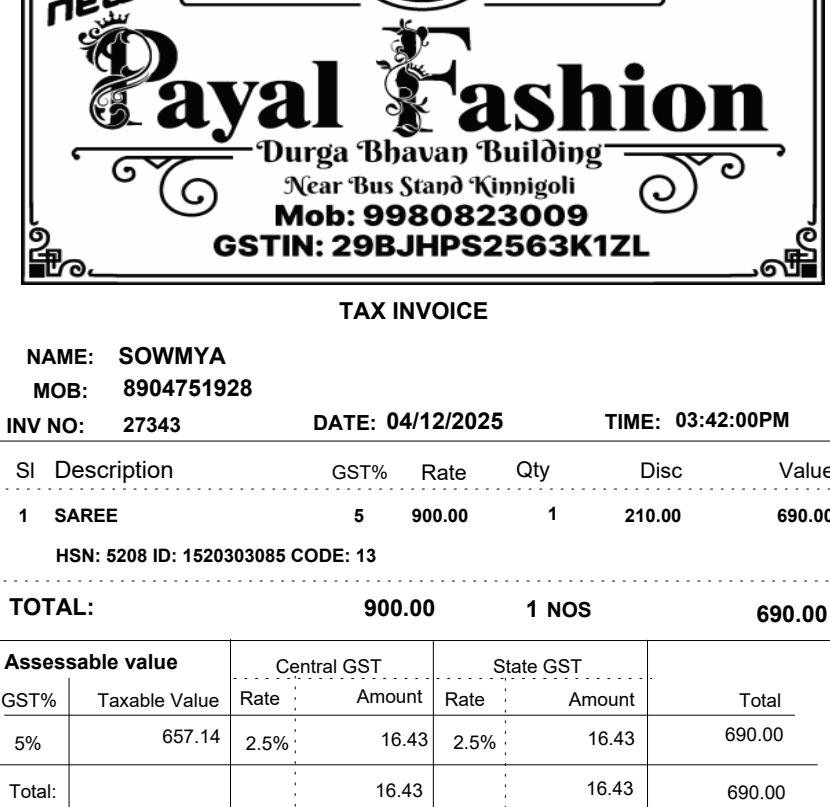 new
Payal Fashion
Durga Bhavan Building
Near Bus Stand Kinnigoli
Mob: 9980823009
GSTIN: 29BJHPS2563K1ZL
TAX INVOICE
NAME: SOWMYA
MOB: 8904751928
INV NO: 27343 DATE: 04/12/2025 TIME: 03:42:00PM
Sl Description GST% Rate Qty Disc Value
1 SAREE 5 900.00 1 210.00 690.00
HSN: 5208 ID: 1520303085 CODE: 13
TOTAL: 900.00 1 NOS 690.00
Assessable value Central GST State GST
GST% Taxable Value Rate Amount Rate Amount Total
5% 657.14 2.5% 16.43 2.5% 16.43 690.00
Total: 16.43 16.43 690.00